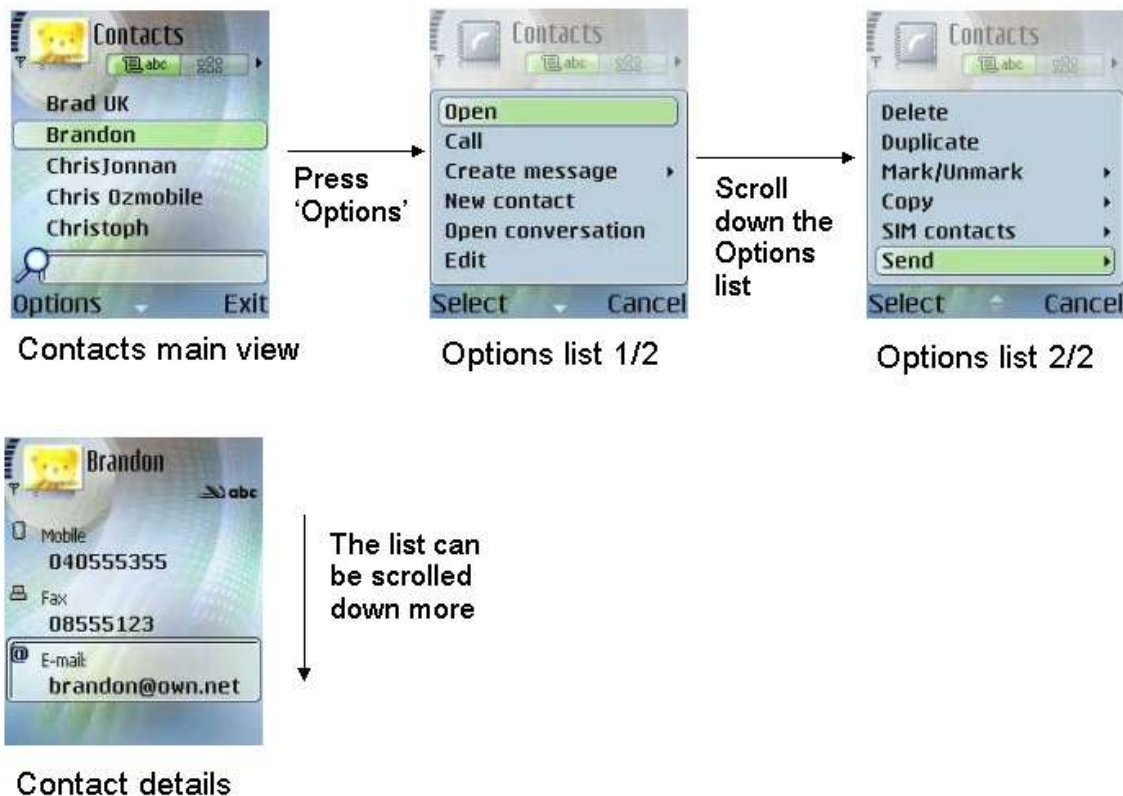 Contacts
abc
Brad UK
Brandon
ChrisJonnan
Chris Ozmobile
Christoph
Options Exit
Contacts main view
Press
'Options'
Contacts
abc
Open
Call
Create message
New contact
Open conversation
Edit
Select Cancel
Options list 1/2
Scroll
down the
Options
list
Contacts
abc
Delete
Duplicate
Mark/Unmark
Copy
SIM contacts
Send
Select Cancel
Options list 2/2
Brandon
abc
Mobile
040555355
Fax
08555123
E-mail:
brandon@own.net
Contact details
The list can
be scrolled
down more